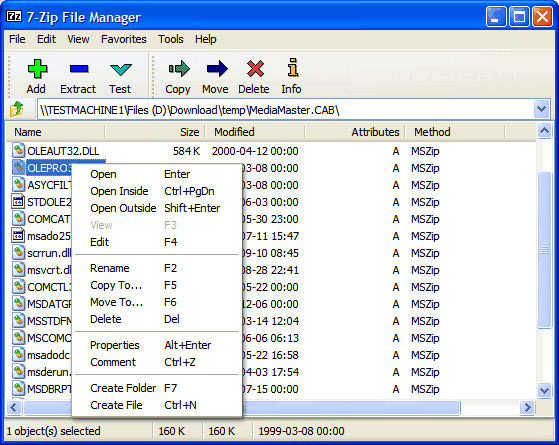 7-Zip File Manager
File Edit View Favorites Tools Help
Add Extract Test Copy Move Delete Info
\\TESTMACHINE1\Files (D)\Download\temp\MediaMaster.CAB\
Name Size Modified Attributes Method
OLEAUT32.DLL 584 K 2000-04-12 00:00 A MSZip
OLEPRO3 -03-08 00:00 A MSZip
ASYCFILT -03-08 00:00 A MSZip
STDOLE2 00:00 A MSZip
COMCAT -05-30 23:00 A MSZip
msado25 -07-11 15:47 A MSZip
scrrun.dl -09-10 08:45 A MSZip
msvcrt.dl -08-28 22:41 A MSZip
COMCTL3 00:00 A MSZip
MSDATGR -12-06 00:00 A MSZip
MSSTDFM -03-14 12:04 A MSZip
MSCOMC -06-06 06:13 A MSZip
msadodc -05-22 16:58 A MSZip
msderun. -04-03 17:54 A MSZip
MSDBRPT -07-15 00:00 A MSZip
Open Enter
Open Inside Ctrl+PgDn
Open Outside Shift+Enter
View F3
Edit F4
Rename F2
Copy To... F5
Move To... F6
Delete Del
Properties Alt+Enter
Comment Ctrl+Z
Create Folder F7
Create File Ctrl+N
1 object(s) selected 160 K 160 K 1999-03-08 00:00